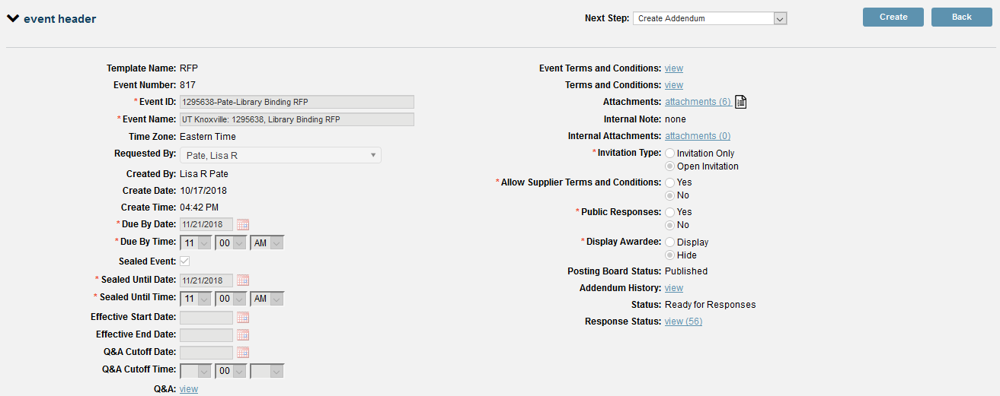 event header
Next Step: Create Addendum
Create
Back
Template Name: RFP
Event Number: 817
* Event ID: 1295638-Pate-Library Binding RFP
* Event Name: UT Knoxville: 1295638, Library Binding RFP
Time Zone: Eastern Time
Requested By: Pate, Lisa R
Created By: Lisa R Pate
Create Date: 10/17/2018
Create Time: 04:42 PM
* Due By Date: 11/21/2018
* Due By Time: 11 00 AM
Sealed Event:
* Sealed Until Date: 11/21/2018
* Sealed Until Time: 11 00 AM
Effective Start Date:
Effective End Date:
Q&A Cutoff Date:
Q&A Cutoff Time: 00
Q&A: view
Event Terms and Conditions: view
Terms and Conditions: view
Attachments: attachments (6)
Internal Note: none
Internal Attachments: attachments (0)
* Invitation Type: Invitation Only
Open Invitation
* Allow Supplier Terms and Conditions: Yes
No
* Public Responses: Yes
No
* Display Awardee: Display
Hide
Posting Board Status: Published
Addendum History: view
Status: Ready for Responses
Response Status: view (56)